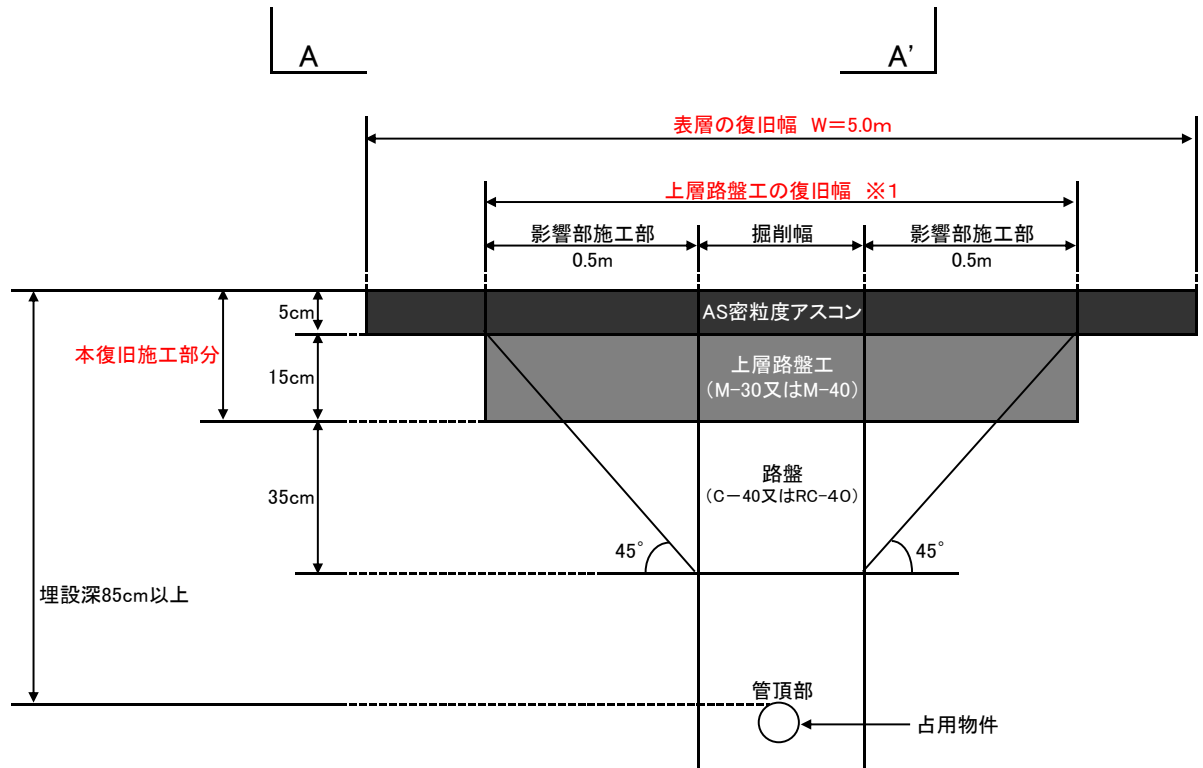 A
A’
表層の復旧幅 W＝5.0ｍ
上層路盤工の復旧幅 ※１
影響部施工部
0.5m
掘削幅
影響部施工部
0.5m
5cm
AS密粒度アスコン
本復旧施工部分
15cm
上層路盤工
（M-30又はM-40）
35cm
路盤
（C－40又はRC-40）
45°
45°
埋設深85cm以上
管頂部
占用物件